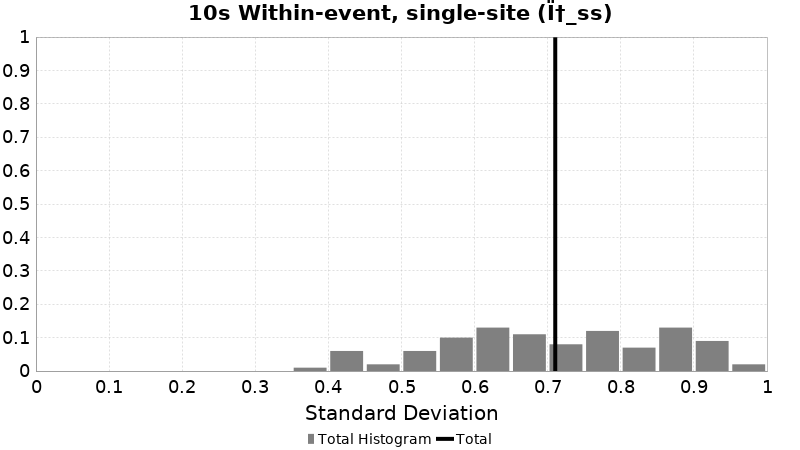 10s Within-event, single-site (Ï†_ss)
1
0.9
0.8
0.7
0.6
0.5
0.4
0.3
0.2
0.1
0
0 0.1 0.2 0.3 0.4 0.5 0.6 0.7 0.8 0.9 1
Standard Deviation
Total Histogram Total